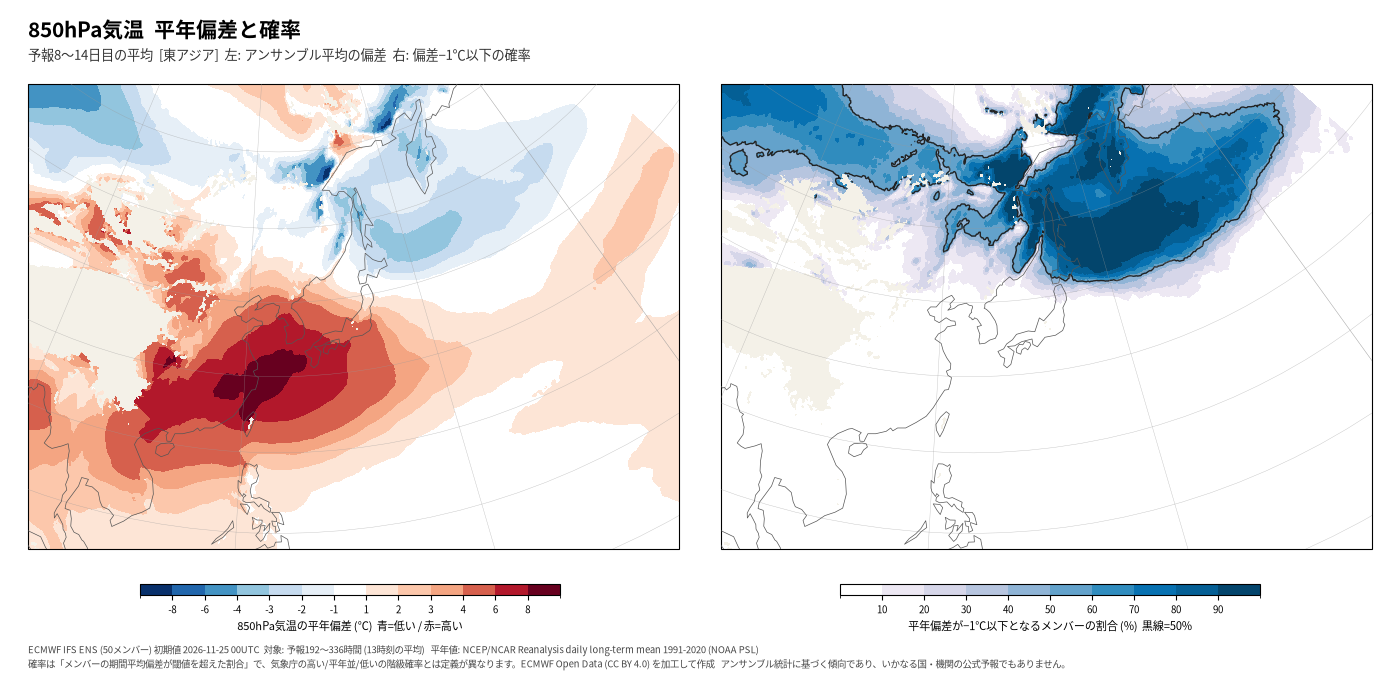 850hPa気温 平年偏差と確率
予報8〜14日目の平均 [東アジア] 左: アンサンブル平均の偏差 右: 偏差−1℃以下の確率
-8 -6 -4 -3 -2 -1 1 2 3 4 6 8
850hPa気温の平年偏差 (℃) 青=低い / 赤=高い
10 20 30 40 50 60 70 80 90
平年偏差が−1℃以下となるメンバーの割合 (%) 黒線=50%
ECMWF IFS ENS (50メンバー) 初期値 2026-11-25 00UTC 対象: 予報192〜336時間 (13時刻の平均) 平年値: NCEP/NCAR Reanalysis daily long-term mean 1991-2020 (NOAA PSL)
確率は「メンバーの期間平均偏差が閾値を超えた割合」で、気象庁の高い/平年並/低いの階級確率とは定義が異なります。ECMWF Open Data (CC BY 4.0) を加工して作成 アンサンブル統計に基づく傾向であり、いかなる国・機関の公式予報でもありません。